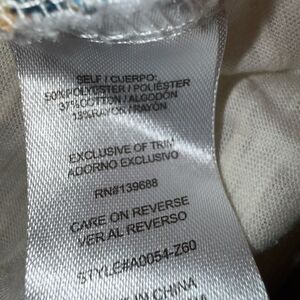 SELF / CUERPO:
50%POLYESTER / POLIÉSTER
37%COTTON / ALGODÓN
13%RAYON / RAYÓN
EXCLUSIVE OF TRIM
ADORNO EXCLUSIVO
RN#139688
CARE ON REVERSE
VER AL REVERSO
STYLE#A0054-Z60
IN CHINA